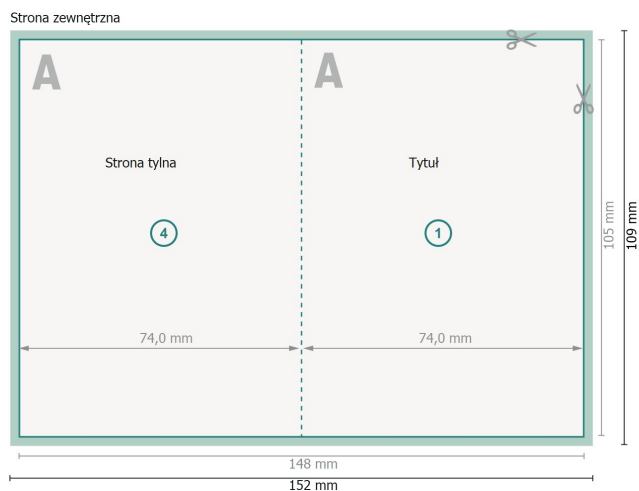 Strona zewnętrzna
A
A
Strona tylna
Tytuł
4
1
105 mm
109 mm
74,0 mm
74,0 mm
148 mm
152 mm